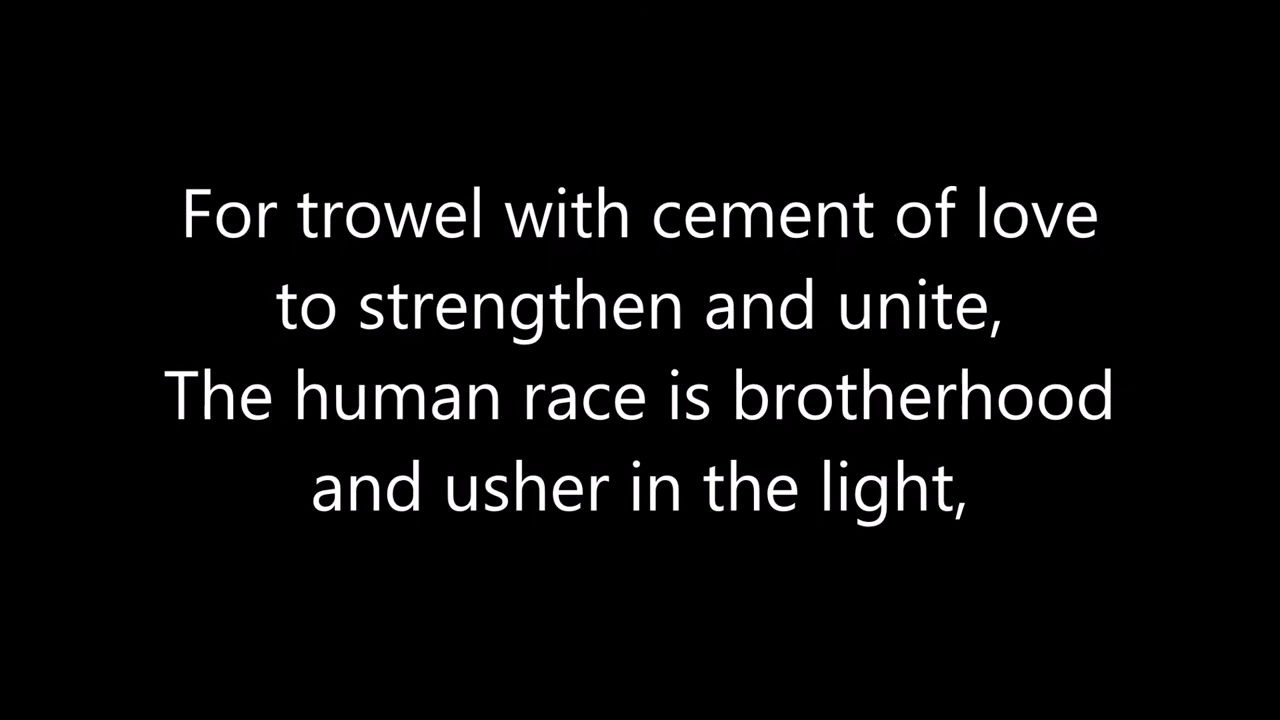 For trowel with cement of love
to strengthen and unite,
The human race is brotherhood
and usher in the light,